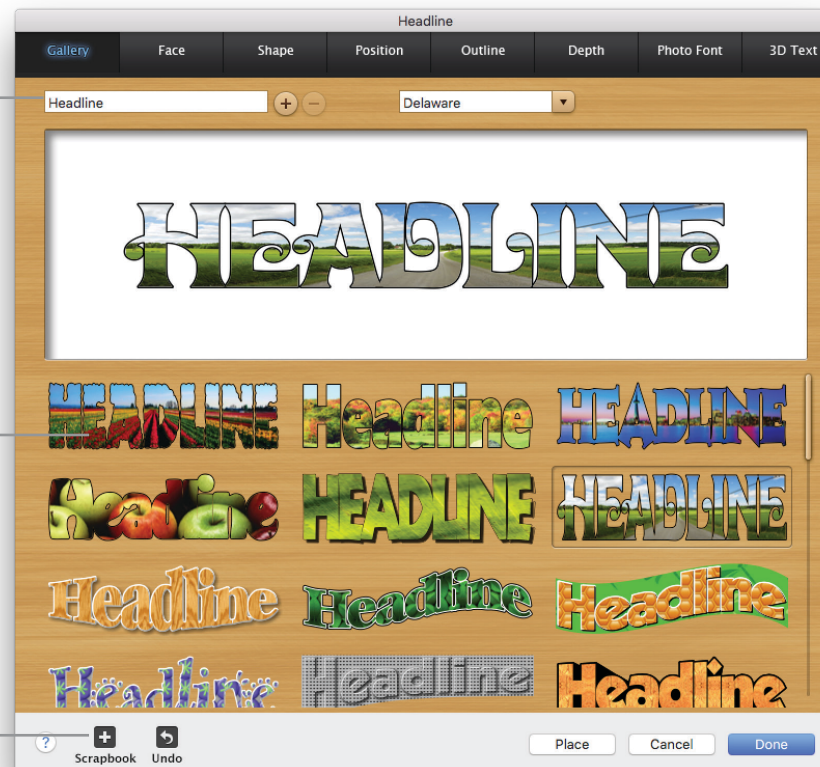 Headline
Gallery Face Shape Position Outline Depth Photo Font 3D Text
Headline + − Delaware
HEADLINE
HEADLINE Headline HEADLINE
Headline HEADLINE HEADLINE
Headline Headline Headline
Headline Headline Headline
? Scrapbook Undo Place Cancel Done